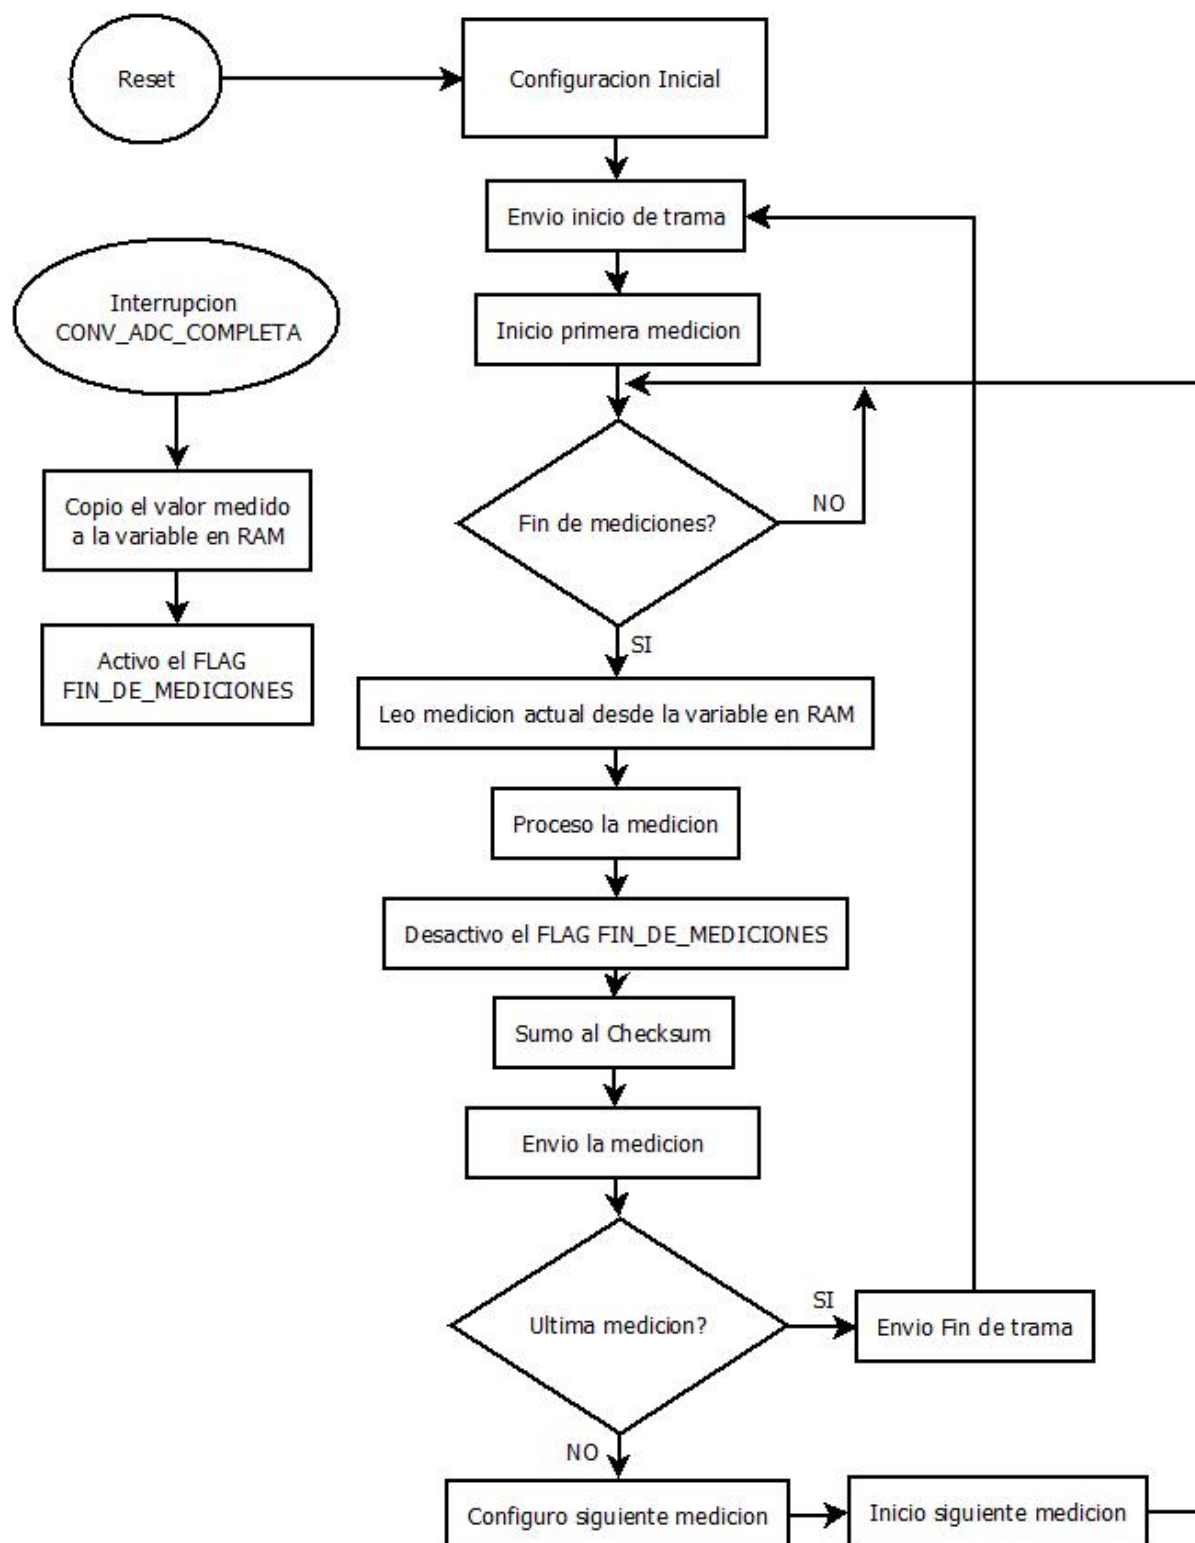 Reset
Configuracion Inicial
Envio inicio de trama
Interrupcion
CONV_ADC_COMPLETA
Inicio primera medicion
Copio el valor medido
a la variable en RAM
Fin de mediciones?
NO
Activo el FLAG
FIN_DE_MEDICIONES
SI
Leo medicion actual desde la variable en RAM
Proceso la medicion
Desactivo el FLAG FIN_DE_MEDICIONES
Sumo al Checksum
Envio la medicion
Ultima medicion?
SI
Envio Fin de trama
NO
Configuro siguiente medicion
Inicio siguiente medicion